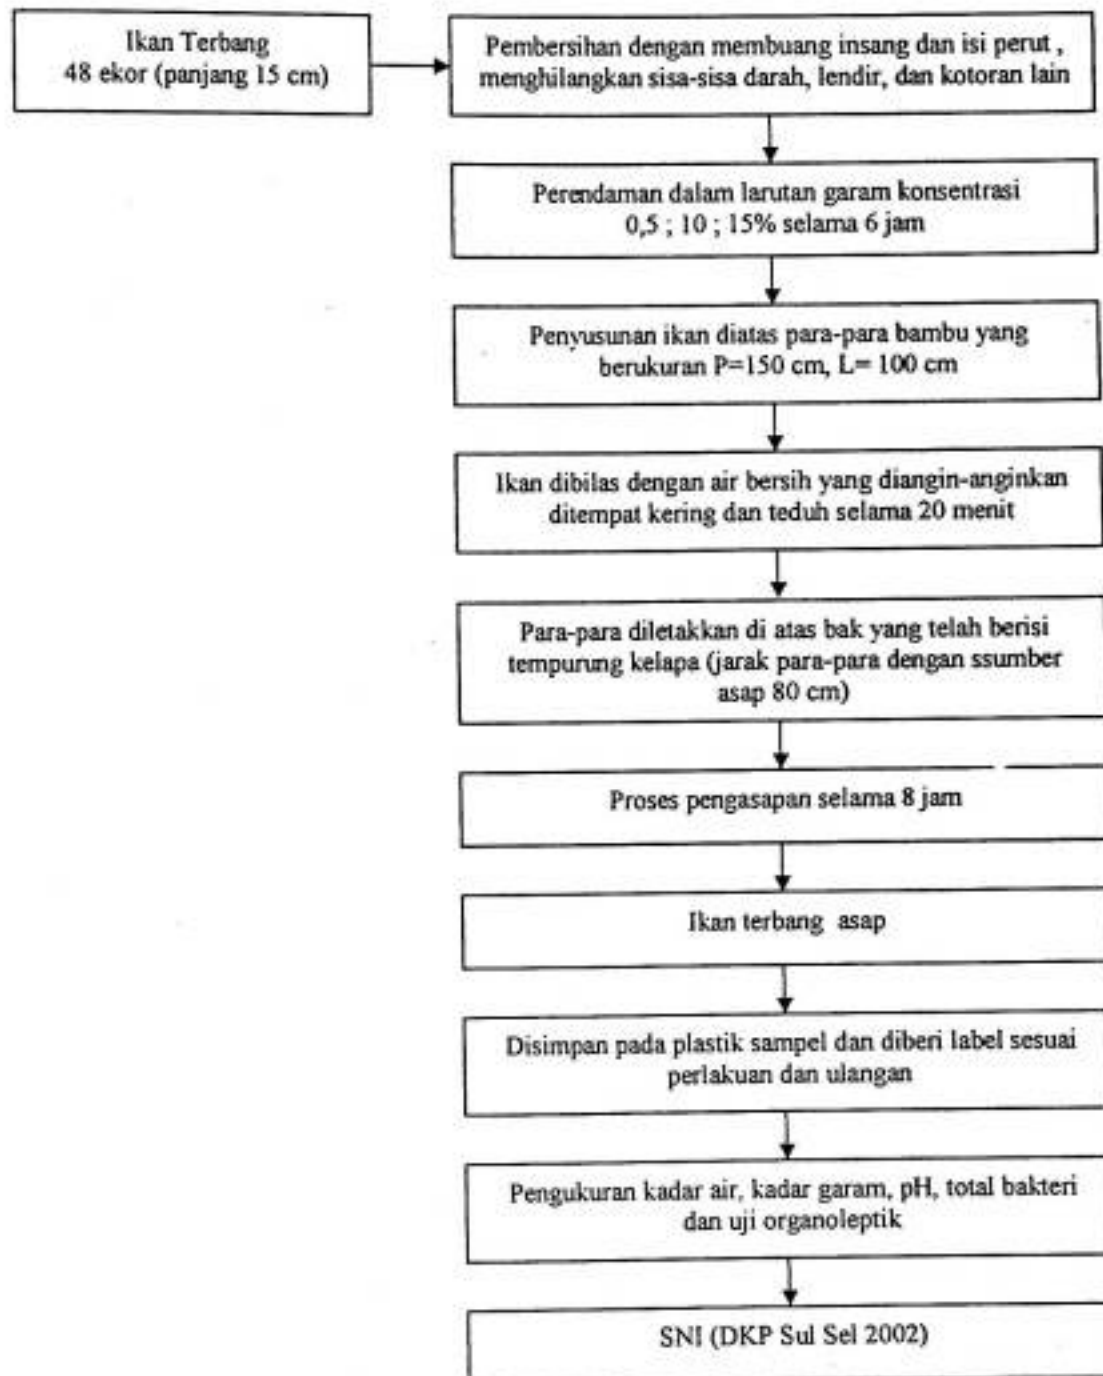 Ikan Terbang
48 ekor (panjang 15 cm)
Pembersihan dengan membuang insang dan isi perut ,
menghilangkan sisa-sisa darah, lendir, dan kotoran lain
Perendaman dalam larutan garam konsentrasi
0,5 ; 10 ; 15% selama 6 jam
Penyusunan ikan diatas para-para bambu yang
berukuran P=150 cm, L= 100 cm
Ikan dibilas dengan air bersih yang diangin-anginkan
ditempat kering dan teduh selama 20 menit
Para-para diletakkan di atas bak yang telah berisi
tempurung kelapa (jarak para-para dengan ssumber
asap 80 cm)
Proses pengasapan selama 8 jam
Ikan terbang asap
Disimpan pada plastik sampel dan diberi label sesuai
perlakuan dan ulangan
Pengukuran kadar air, kadar garam, pH, total bakteri
dan uji organoleptik
SNI (DKP Sul Sel 2002)